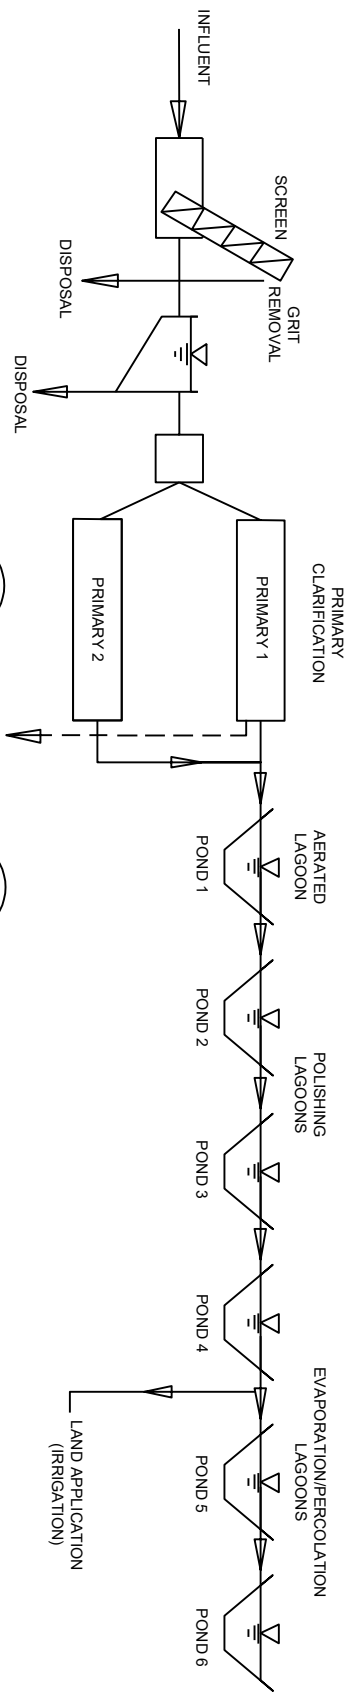 INFLUENT
SCREEN
GRIT
REMOVAL
DISPOSAL
DISPOSAL
PRIMARY
CLARIFICATION
PRIMARY 1
PRIMARY 2
AERATED
LAGOON
POND 1
POLISHING
LAGOONS
POND 2
POND 3
POND 4
EVAPORATION/PERCOLATION
LAGOONS
LAND APPLICATION
(IRRIGATION)
POND 5
POND 6